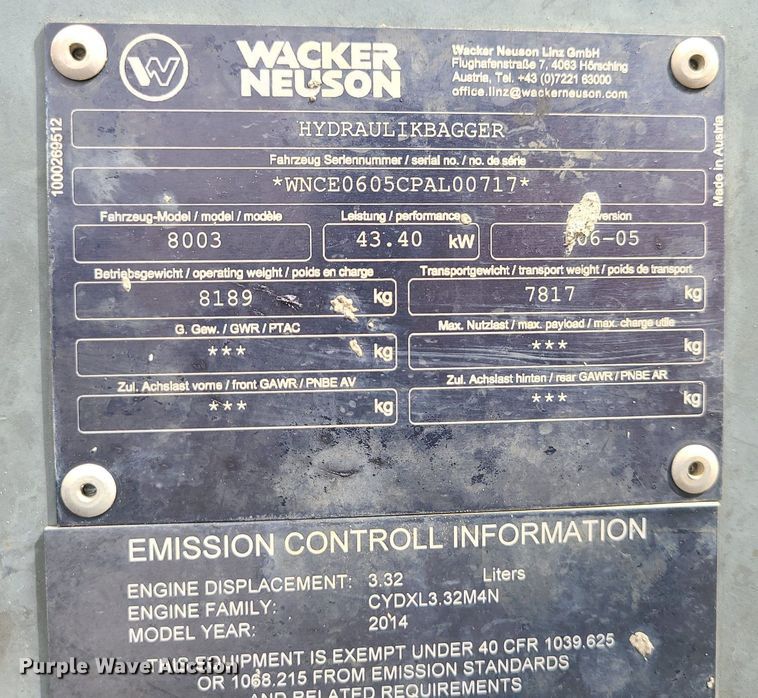 W
WACKER
NEUSON
Wacker Neuson Linz GmbH
Flughafenstraße 7, 4063 Hörsching
Austria, Tel. +43 (0)7221 63000
office.linz@wackerneuson.com
1000269512
Made in Austria
HYDRAULIKBAGGER
Fahrzeug Seriennummer / serial no. / no. de série
*WNCE0605CPAL00717*
Fahrzeug-Model / model / modèle
8003
Leistung / performance
43.40 kW
06-05
Betriebsgewicht / operating weight / poids en charge
8189 kg
Transportgewicht / transport weight / poids de transport
7817 kg
G. Gew. / GWR / PTAC
*** kg
Max. Nutzlast / max. payload / max. charge utile
*** kg
Zul. Achslast vorne / front GAWR / PNBE AV
*** kg
Zul. Achslast hinten / rear GAWR / PNBE AR
*** kg
EMISSION CONTROLL INFORMATION
ENGINE DISPLACEMENT: 3.32 Liters
ENGINE FAMILY: CYDXL3.32M4N
MODEL YEAR: 2014
THIS EQUIPMENT IS EXEMPT UNDER 40 CFR 1039.625
OR 1068.215 FROM EMISSION STANDARDS
AND RELATED REQUIREMENTS
Purple Wave Auction